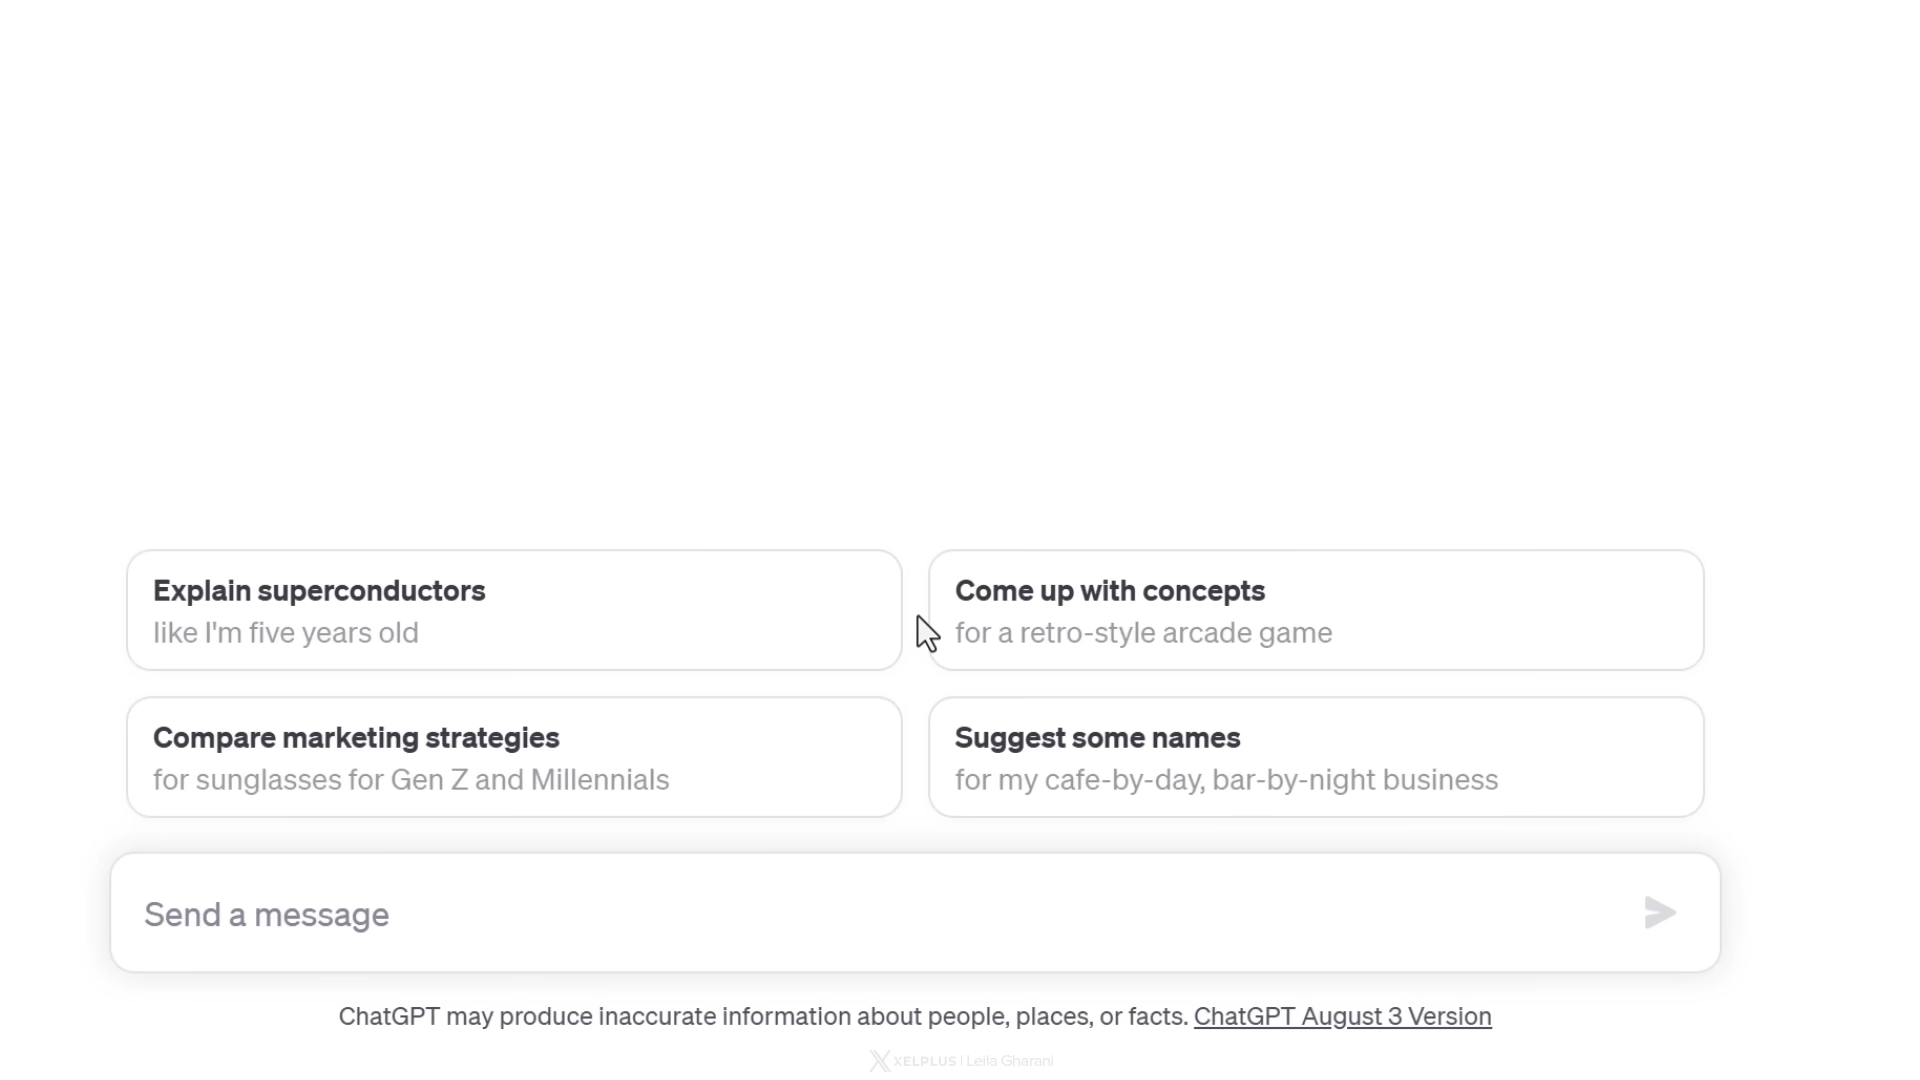 Explain superconductors
like I'm five years old
Come up with concepts
for a retro-style arcade game
Compare marketing strategies
for sunglasses for Gen Z and Millennials
Suggest some names
for my cafe-by-day, bar-by-night business
Send a message
ChatGPT may produce inaccurate information about people, places, or facts. ChatGPT August 3 Version
XELPLUS | Leila Gharani